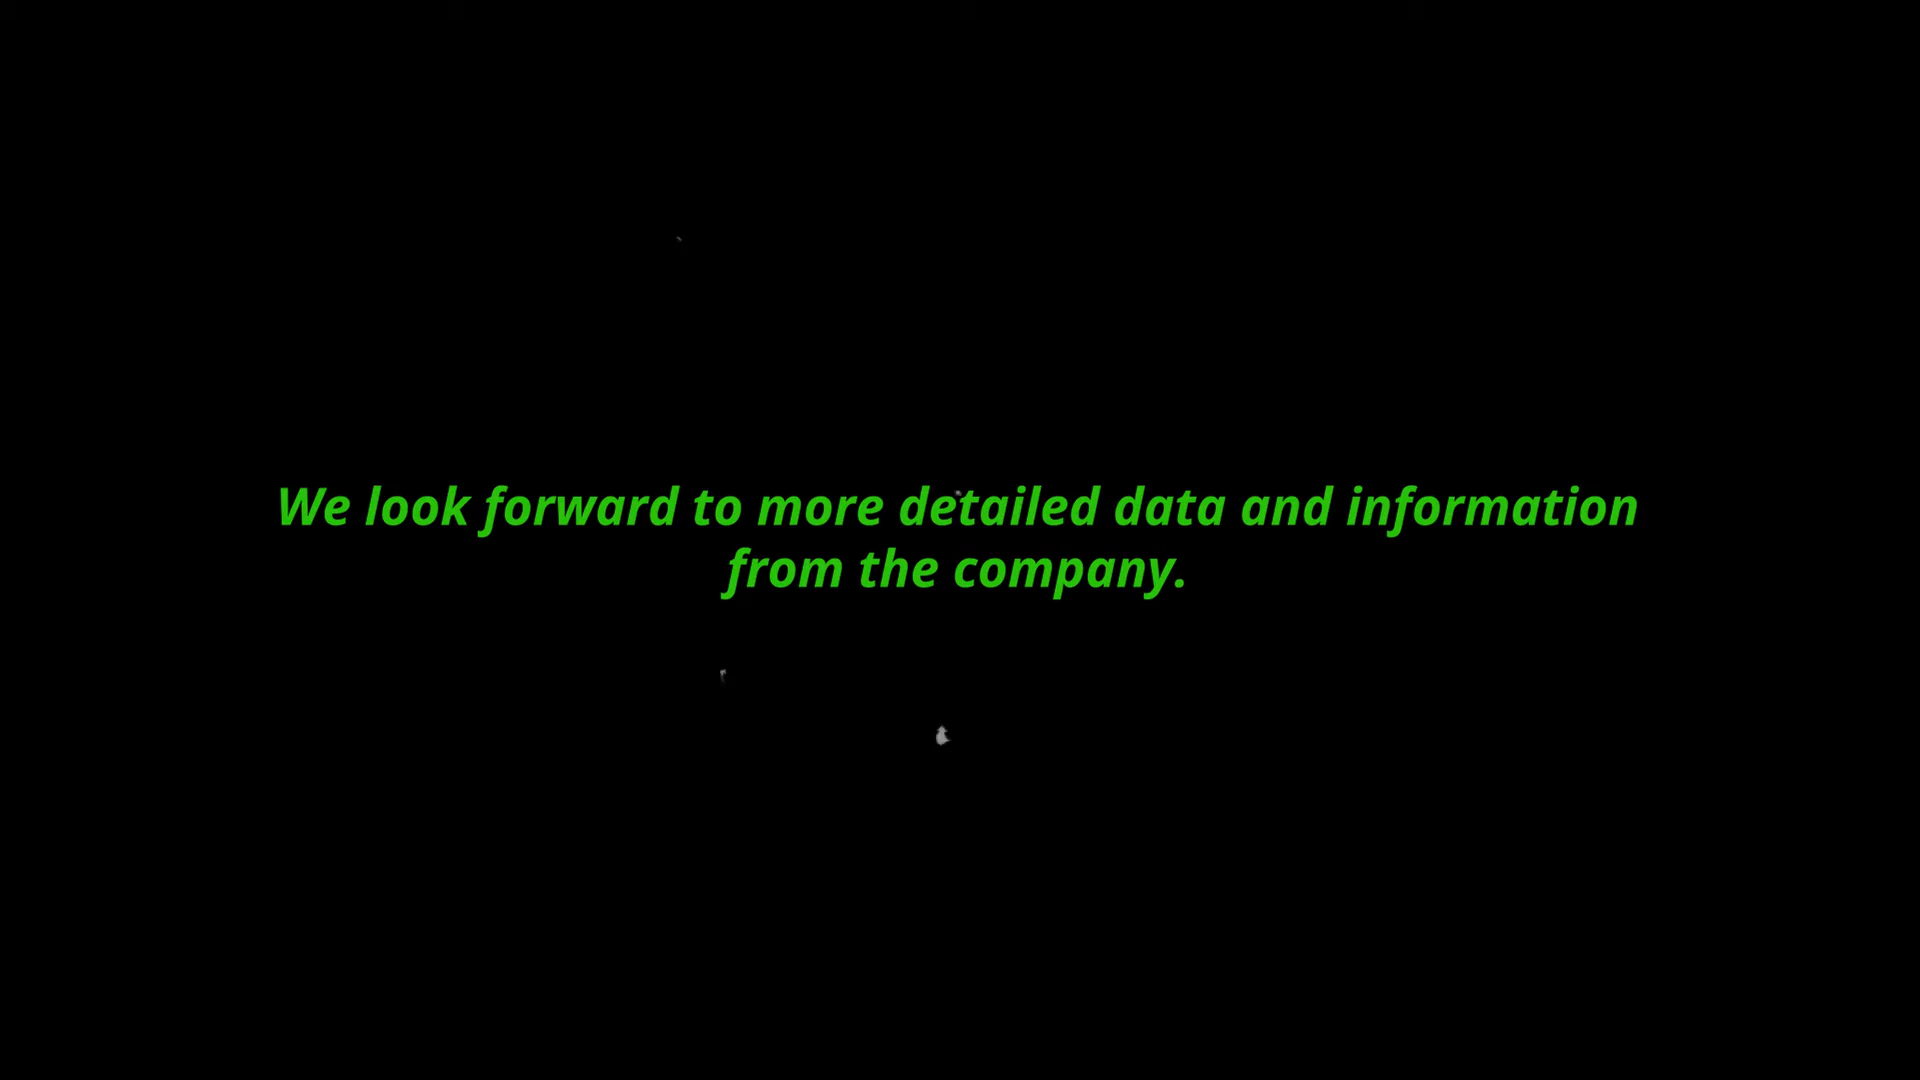 We look forward to more detailed data and information
from the company.